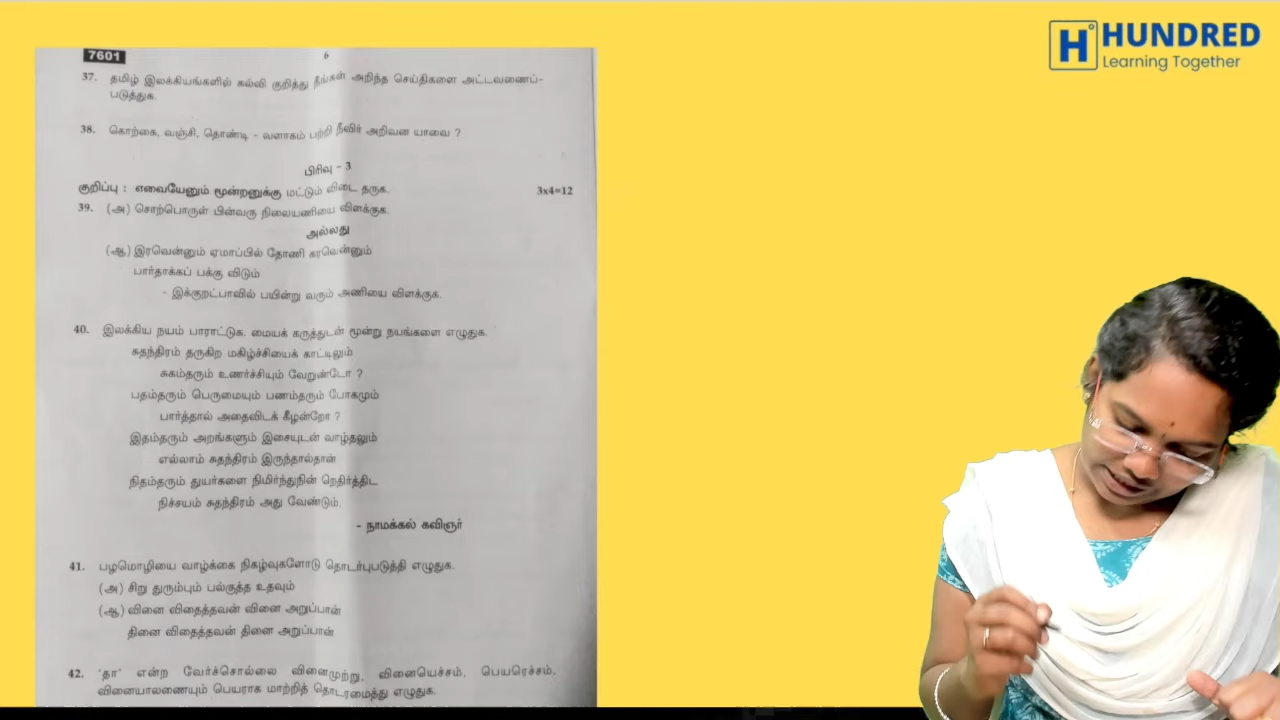 HUNDRED
Learning Together
7601
6
37. தமிழ் இலக்கியங்களில் கல்வி குறித்து நீங்கள் அறிந்த செய்திகளை அட்டவணைப்-
படுத்துக.
38. கொற்கை, வஞ்சி, தொண்டி - வளாகம் பற்றி நீவிர் அறிவன யாவை ?
பிரிவு - 3
குறிப்பு : எவையேனும் மூன்றனுக்கு மட்டும் விடை தருக. 3x4=12
39. (அ) சொற்பொருள் பின்வரு நிலையணியை விளக்குக.
அல்லது
(ஆ) இரவென்னும் ஏமாப்பில் தோணி கரவென்னும்
பார்தாக்கப் பக்கு விடும்
- இக்குறட்பாவில் பயின்று வரும் அணியை விளக்குக.
40. இலக்கிய நயம் பாராட்டுக. மையக் கருத்துடன் மூன்று நயங்களை எழுதுக.
சுதந்திரம் தருகிற மகிழ்ச்சியைக் காட்டிலும்
சுகம்தரும் உணர்ச்சியும் வேறுண்டோ ?
பதம்தரும் பெருமையும் பணம்தரும் போகமும்
பார்த்தால் அதைவிடக் கீழன்றோ ?
இதம்தரும் அறங்களும் இசையுடன் வாழ்தலும்
எல்லாம் சுதந்திரம் இருந்தால்தான்
நிதம்தரும் துயர்களை நிமிர்ந்துநின் றெதிர்த்திட
நிச்சயம் சுதந்திரம் அது வேண்டும்.
- நாமக்கல் கவிஞர்
41. பழமொழியை வாழ்க்கை நிகழ்வுகளோடு தொடர்புபடுத்தி எழுதுக.
(அ) சிறு துரும்பும் பல்குத்த உதவும்
(ஆ) வினை விதைத்தவன் வினை அறுப்பான்
தினை விதைத்தவன் தினை அறுப்பான்
42. 'தா' என்ற வேர்ச்சொல்லை வினைமுற்று, வினையெச்சம், பெயரெச்சம்,
வினையாலணையும் பெயராக மாற்றித் தொடரமைத்து எழுதுக.